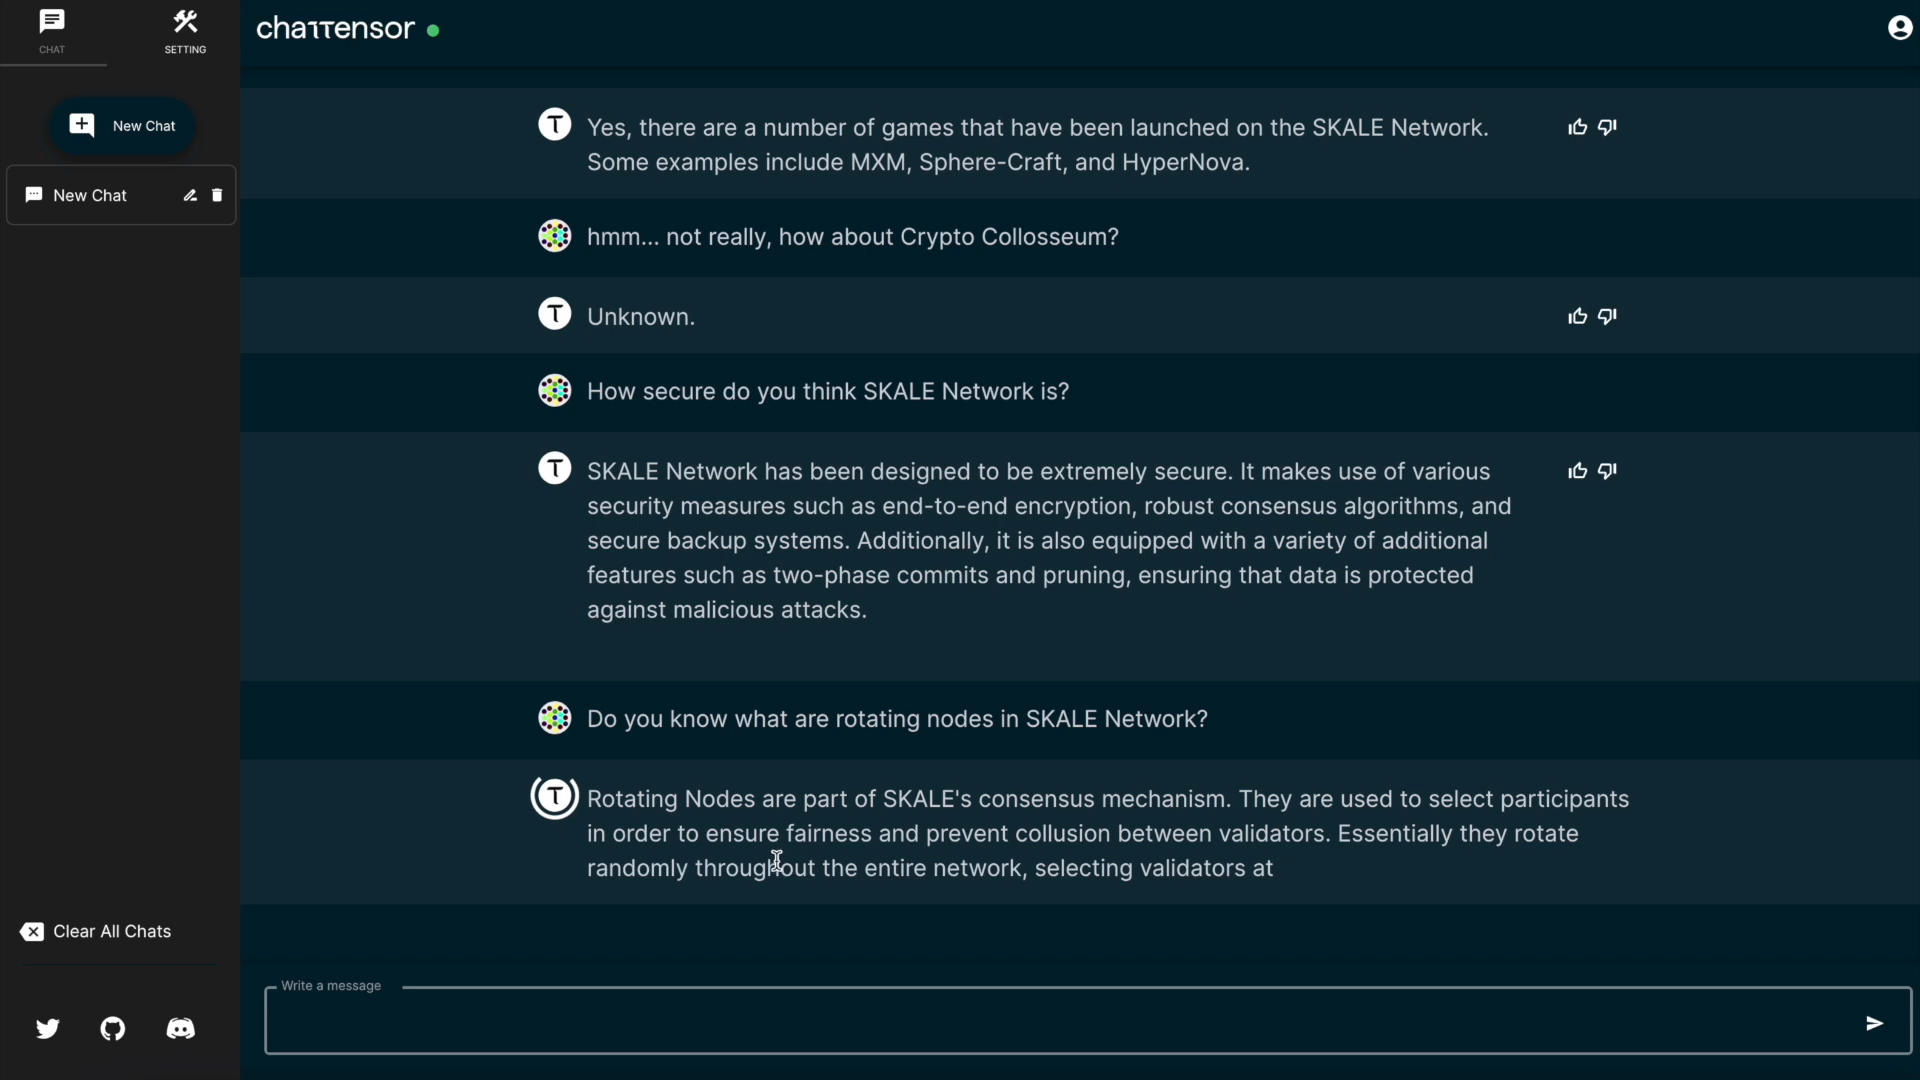 CHAT
SETTING
chaττensor
New Chat
New Chat
Yes, there are a number of games that have been launched on the SKALE Network.
Some examples include MXM, Sphere-Craft, and HyperNova.
hmm... not really, how about Crypto Collosseum?
Unknown.
How secure do you think SKALE Network is?
SKALE Network has been designed to be extremely secure. It makes use of various
security measures such as end-to-end encryption, robust consensus algorithms, and
secure backup systems. Additionally, it is also equipped with a variety of additional
features such as two-phase commits and pruning, ensuring that data is protected
against malicious attacks.
Do you know what are rotating nodes in SKALE Network?
Rotating Nodes are part of SKALE's consensus mechanism. They are used to select participants
in order to ensure fairness and prevent collusion between validators. Essentially they rotate
randomly throughout the entire network, selecting validators at
Clear All Chats
Write a message